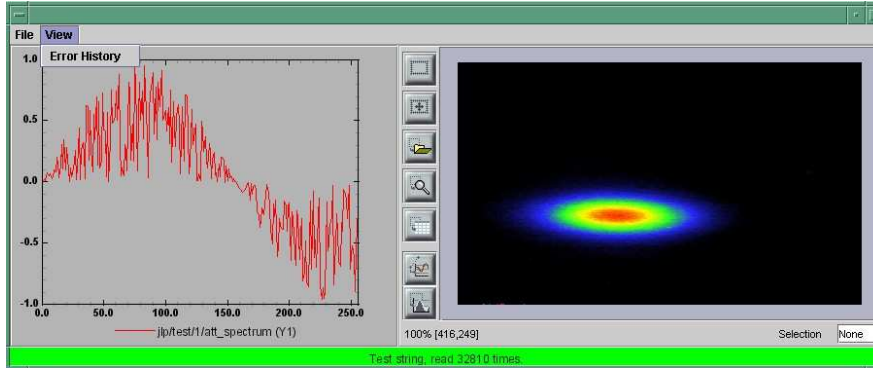 File View
Error History
1.0
0.5
0.0
-0.5
-1.0
0.0 50.0 100.0 150.0 200.0 250.0
jlp/test/1/att_spectrum (Y1)
100% [416,249]
Selection None
Test string, read 32810 times.